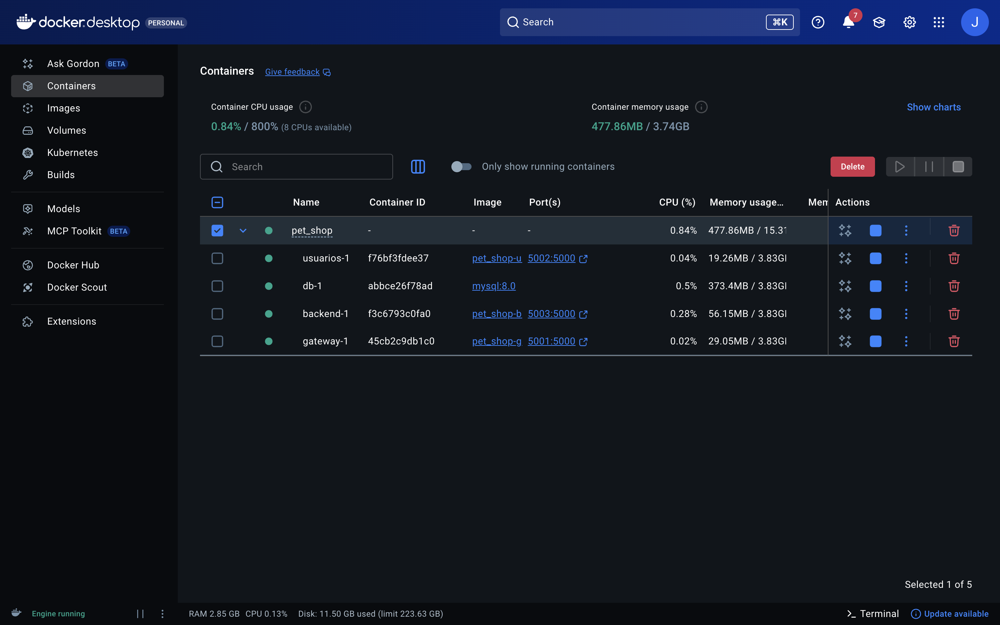 docker.desktop PERSONAL
Search ⌘K
7
J
Ask Gordon BETA
Containers
Images
Volumes
Kubernetes
Builds
Models
MCP Toolkit BETA
Docker Hub
Docker Scout
Extensions
Containers Give feedback
Container CPU usage
0.84% / 800% (8 CPUs available)
Container memory usage
477.86MB / 3.74GB
Show charts
Search
Only show running containers
Delete
Name Container ID Image Port(s) CPU (%) Memory usage... Mem Actions
pet_shop - - - 0.84% 477.86MB / 15.31
usuarios-1 f76bf3fdee37 pet_shop-u 5002:5000 0.04% 19.26MB / 3.83G
db-1 abbce26f78ad mysql:8.0 0.5% 373.4MB / 3.83G
backend-1 f3c6793c0fa0 pet_shop-b 5003:5000 0.28% 56.15MB / 3.83G
gateway-1 45cb2c9db1c0 pet_shop-g 5001:5000 0.02% 29.05MB / 3.83G
Selected 1 of 5
Engine running
RAM 2.85 GB CPU 0.13% Disk: 11.50 GB used (limit 223.63 GB)
Terminal
Update available